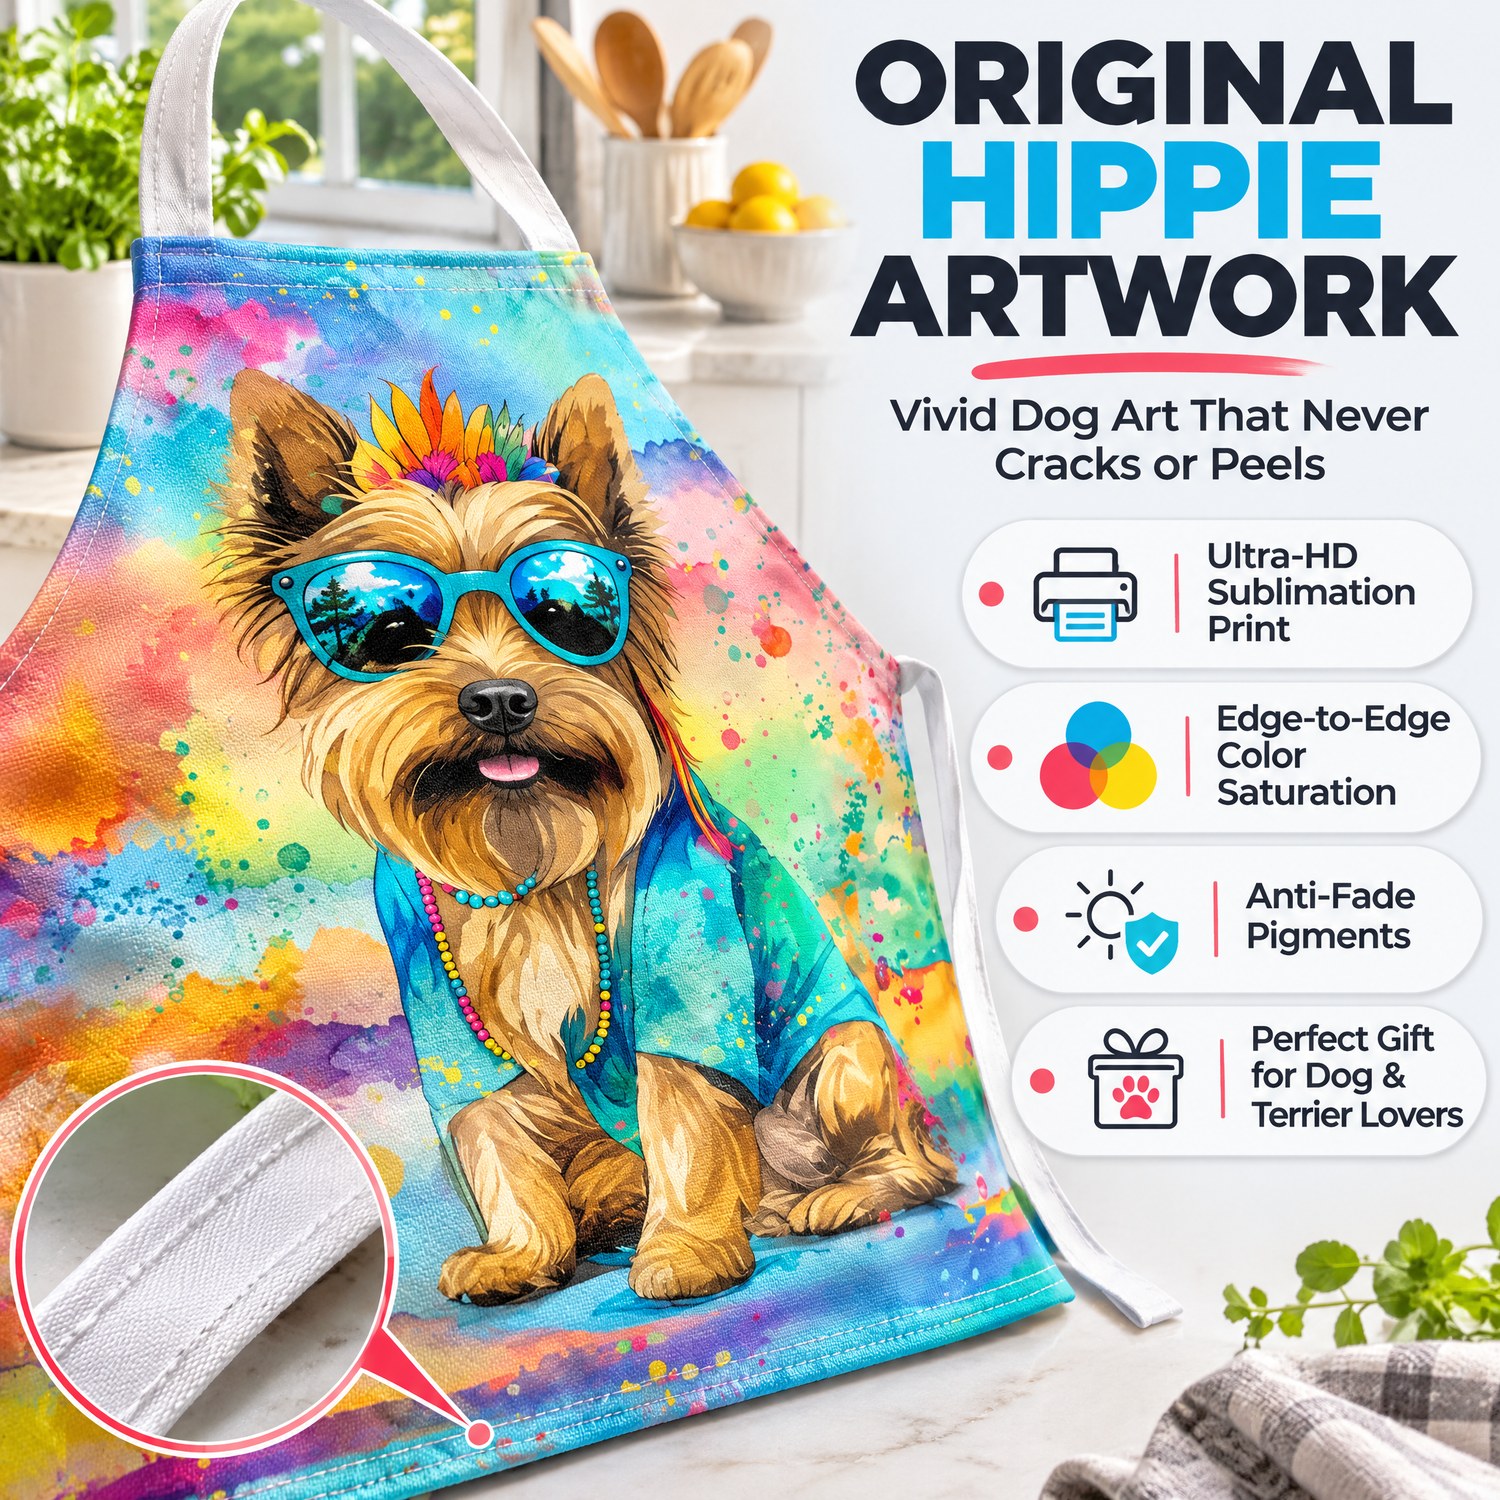 ORIGINAL
HIPPIE
ARTWORK
Vivid Dog Art That Never
Cracks or Peels
Ultra-HD
Sublimation
Print
Edge-to-Edge
Color
Saturation
Anti-Fade
Pigments
Perfect Gift
for Dog &
Terrier Lovers